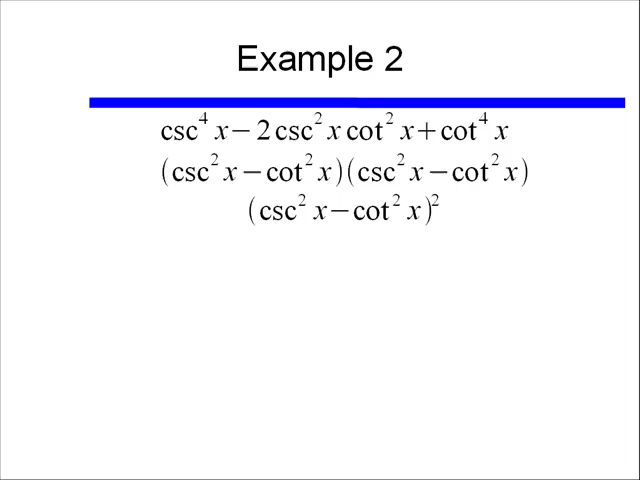 Example 2
csc⁴ x − 2 csc² x cot² x + cot⁴ x
(csc² x − cot² x)(csc² x − cot² x)
(csc² x − cot² x)²